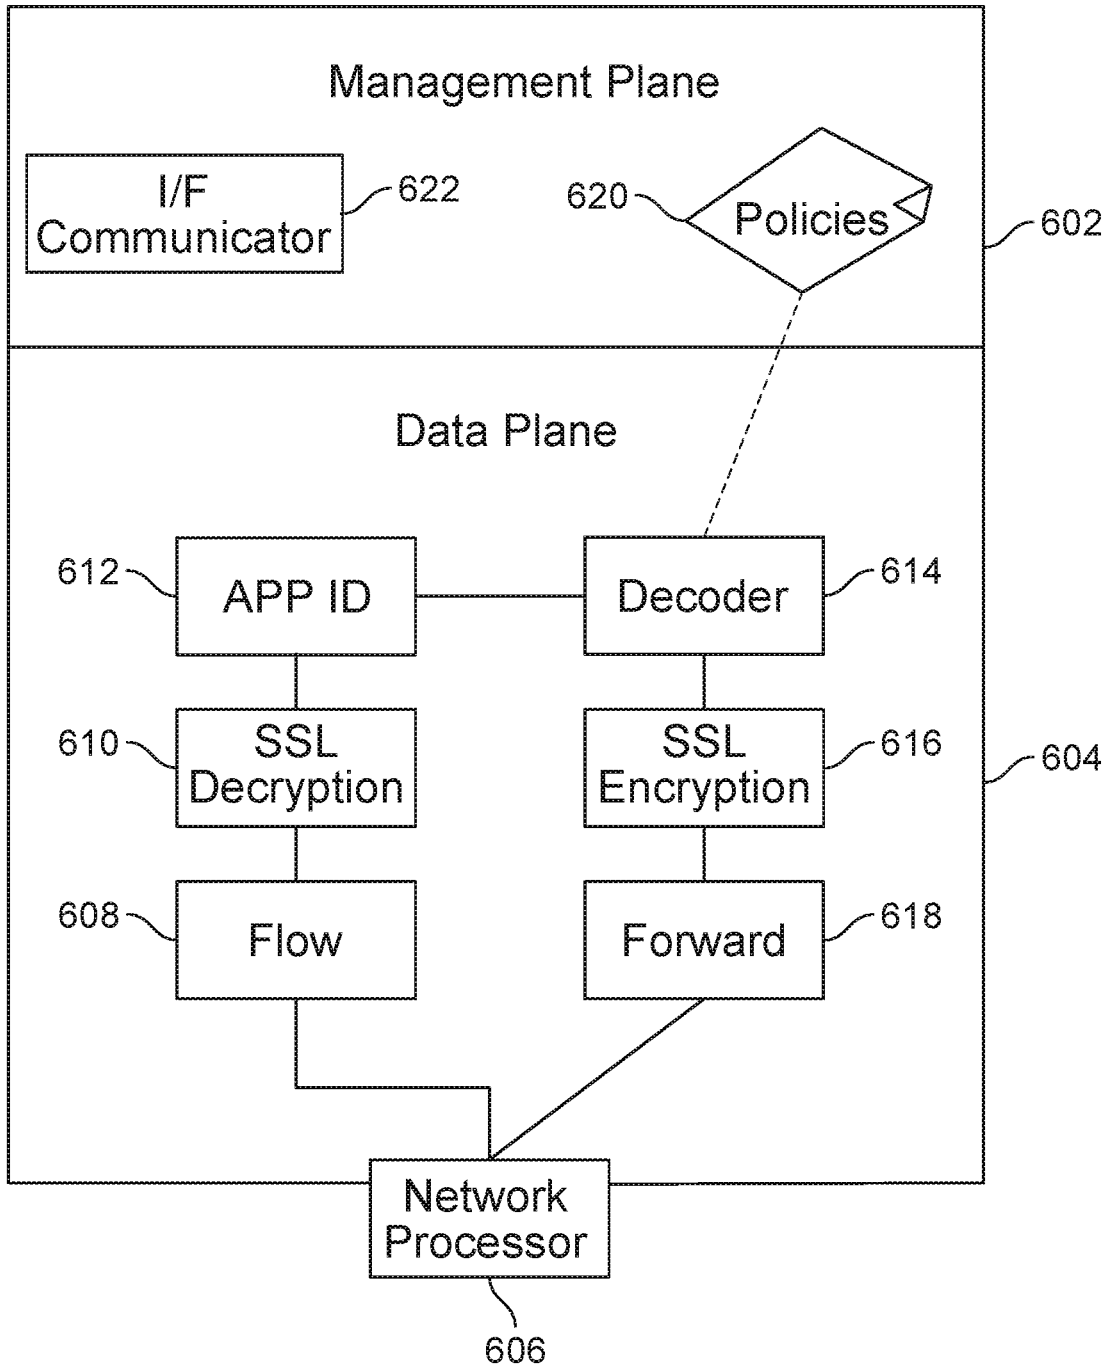 Management Plane
I/F
Communicator
622
620
Policies
602
Data Plane
612
APP ID
Decoder
614
610
SSL
Decryption
SSL
Encryption
616
604
608
Flow
Forward
618
Network
Processor
606